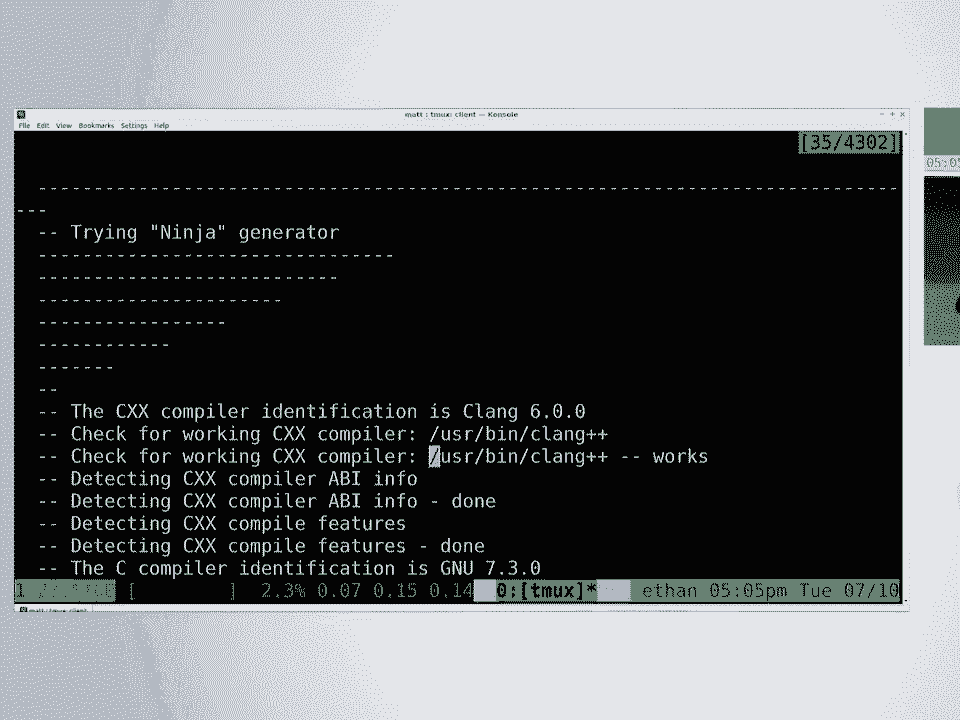 matt : tmux: client — Konsole
File Edit View Bookmarks Settings Help
[35/4302]
--------------------------------------------------------------------------------
---
-- Trying "Ninja" generator
--------------------------------
---------------------------
----------------------
-----------------
------------
-------
--
-- The CXX compiler identification is Clang 6.0.0
-- Check for working CXX compiler: /usr/bin/clang++
-- Check for working CXX compiler: /usr/bin/clang++ -- works
-- Detecting CXX compiler ABI info
-- Detecting CXX compiler ABI info - done
-- Detecting CXX compile features
-- Detecting CXX compile features - done
-- The C compiler identification is GNU 7.3.0
[ ] 2.3% 0.07 0.15 0.14 0:[tmux]* ethan 05:05pm Tue 07/10
matt : tmux: client